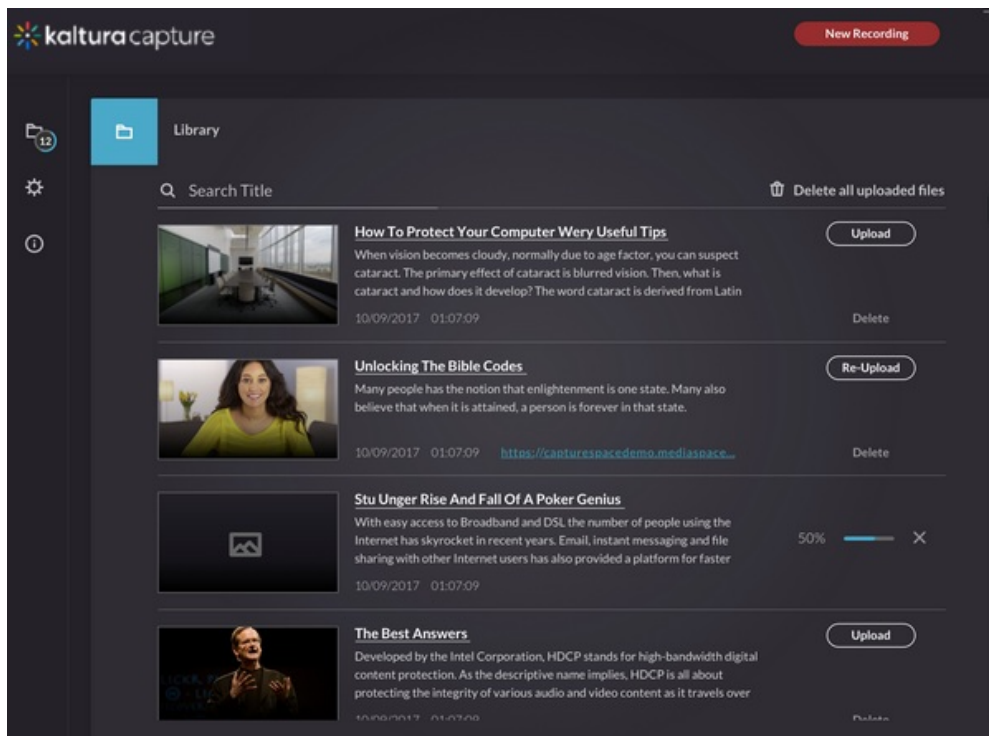 kaltura capture
New Recording
12
Library
Search Title
Delete all uploaded files
How To Protect Your Computer Wery Useful Tips
Upload
When vision becomes cloudy, normally due to age factor, you can suspect
cataract. The primary effect of cataract is blurred vision. Then, what is
cataract and how does it develop? The word cataract is derived from Latin
10/09/2017 01:07:09
Delete
Unlocking The Bible Codes
Re-Upload
Many people has the notion that enlightenment is one state. Many also
believe that when it is attained, a person is forever in that state.
10/09/2017 01:07:09 https://capturespacedemo.mediaspace...
Delete
Stu Unger Rise And Fall Of A Poker Genius
With easy access to Broadband and DSL the number of people using the
Internet has skyrocket in recent years. Email, instant messaging and file
sharing with other Internet users has also provided a platform for faster
50%
10/09/2017 01:07:09
The Best Answers
Upload
Developed by the Intel Corporation, HDCP stands for high-bandwidth digital
content protection. As the descriptive name implies, HDCP is all about
protecting the integrity of various audio and video content as it travels over
10/09/2017 01:07:09
Delete